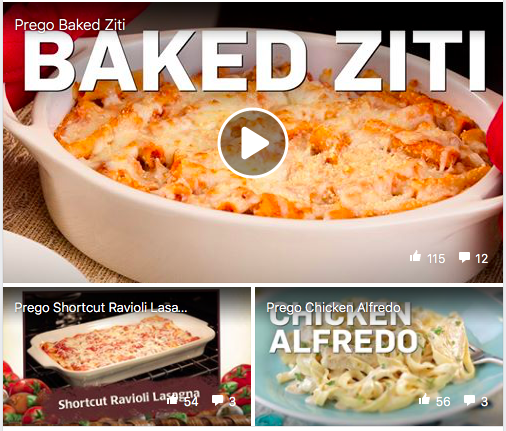 Prego Baked Ziti
BAKED ZITI
115 12
Prego Shortcut Ravioli Lasa...
Shortcut Ravioli Lasagna
54 3
Prego Chicken Alfredo
CHICKEN
ALFREDO
56 3